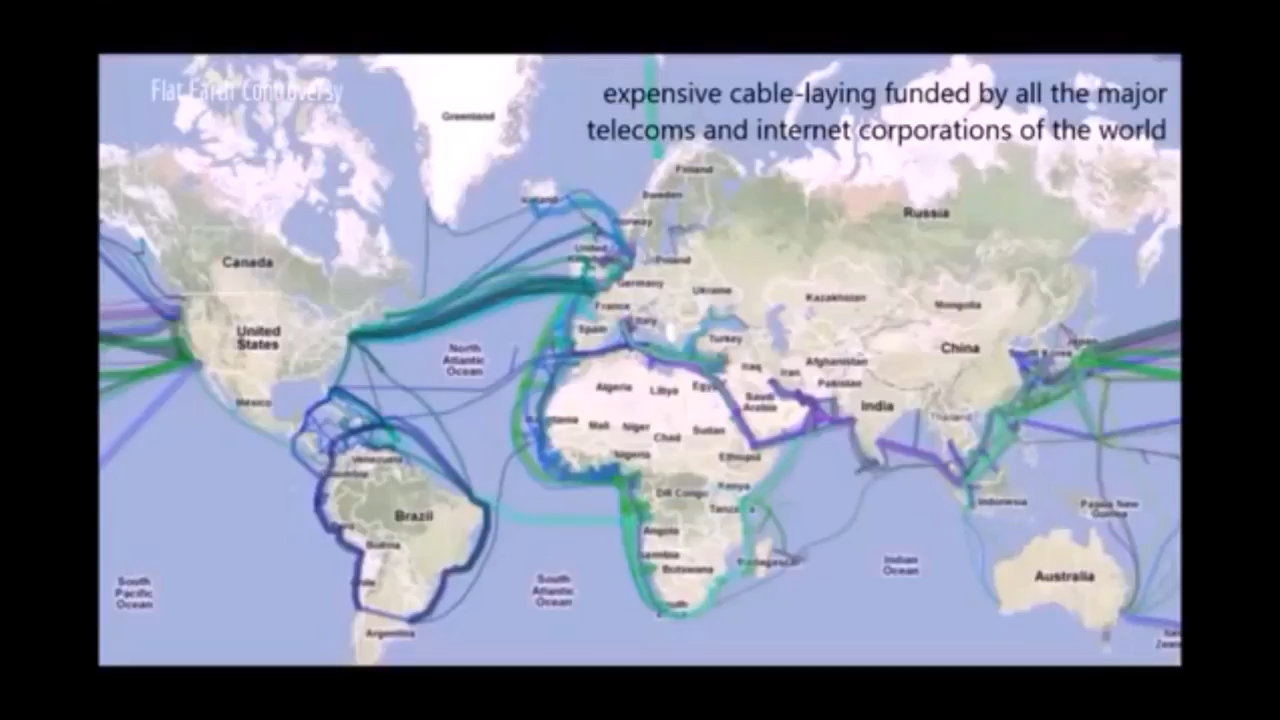 Flat Earth Controversy
expensive cable-laying funded by all the major
telecoms and internet corporations of the world
Greenland
Finland
Iceland
Sweden
Norway
Russia
United
Kingdom
Poland
Canada
Germany
Ukraine
France
Kazakhstan
Mongolia
Italy
Spain
United
States
Turkey
China
Japan
North
Atlantic
Ocean
Iraq
Iran
Afghanistan
Pakistan
Algeria
Libya
Egypt
Mexico
Saudi
Arabia
India
Thailand
Mali
Niger
Chad
Sudan
Nigeria
Ethiopia
Venezuela
DR Congo
Kenya
Indonesia
Papua New
Guinea
Brazil
Angola
Bolivia
Namibia
Botswana
Madagascar
Indian
Ocean
Australia
South
Pacific
Ocean
South
Atlantic
Ocean
South
Argentina